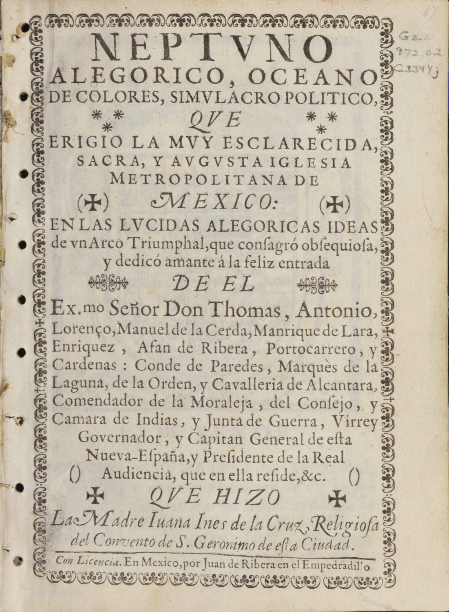 NEPTVNO
ALEGORICO, OCEANO
DE COLORES, SIMVLACRO POLITICO,
QVE
ERIGIO LA MVY ESCLARECIDA,
SACRA, Y AVGVSTA IGLESIA
METROPOLITANA DE
(✠) MEXICO: (✠)
EN LAS LVCIDAS ALEGORICAS IDEAS
de vn Arco Triumphal, que conſagró obſequioſa,
y dedicó amante á la feliz entrada
DE EL
Ex.mo Señor Don Thomas, Antonio,
Lorenço, Manuel de la Cerda, Manrique de Lara,
Enriquez, Afan de Ribera, Portocarrero, y
Cardenas: Conde de Paredes, Marquès de la
Laguna, de la Orden, y Cavalleria de Alcantara,
Comendador de la Moraleja, del Conſejo, y
Camara de Indias, y Junta de Guerra, Virrey
Governador, y Capitan General de eſta
Nueva-Eſpaña, y Preſidente de la Real
() Audiencia, que en ella reſide, &c. ()
✠ QVE HIZO ✠
La Madre Iuana Ines de la Cruz, Religioſa
del Convento de S. Geronimo de eſta Ciudad.
Con Licencia. En Mexico, por Juan de Ribera en el Empedradillo
972.02